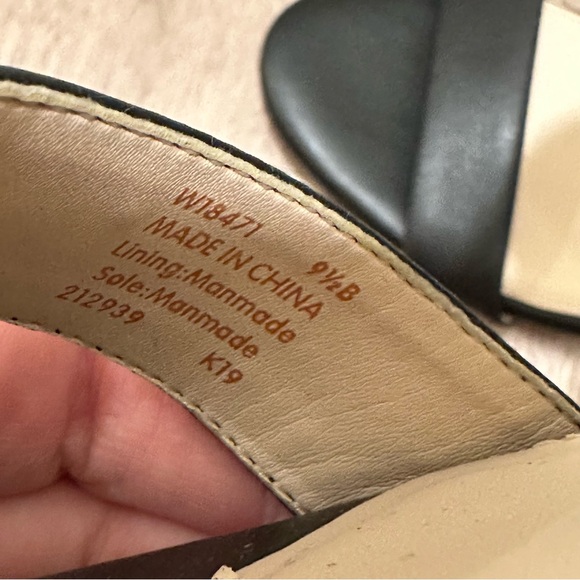 W18471 9½B
MADE IN CHINA
Lining:Manmade
Sole:Manmade
212939 K19